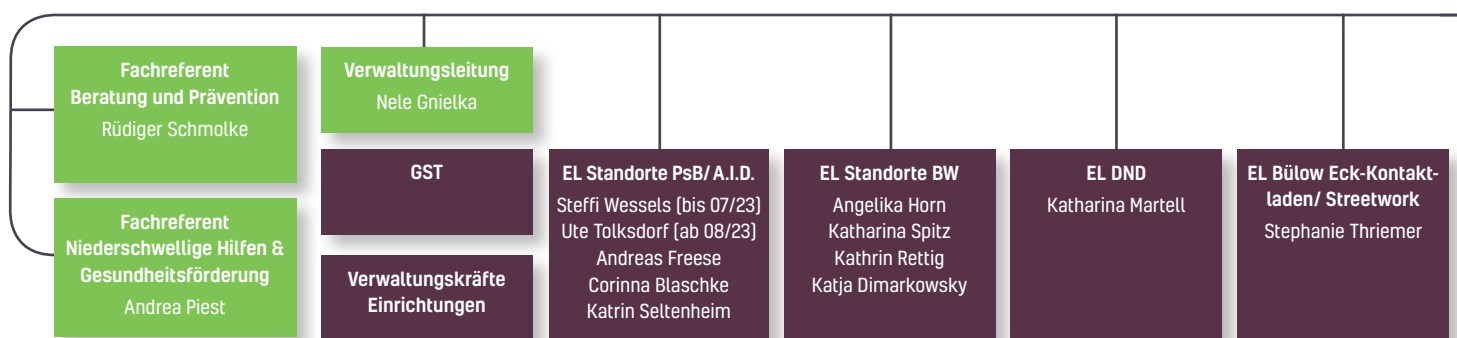 Fachreferent
Beratung und Prävention
Rüdiger Schmolke
Fachreferent
Niederschwellige Hilfen &
Gesundheitsförderung
Andrea Piest
Verwaltungsleitung
Nele Gnielka
GST
Verwaltungskräfte
Einrichtungen
EL Standorte PsB/ A.I.D.
Steffi Wessels (bis 07/23)
Ute Tolksdorf (ab 08/23)
Andreas Freese
Corinna Blaschke
Katrin Seltenheim
EL Standorte BW
Angelika Horn
Katharina Spitz
Kathrin Rettig
Katja Dimarkowsky
EL DND
Katharina Martell
EL Bülow Eck-Kontakt-
laden/ Streetwork
Stephanie Thriemer